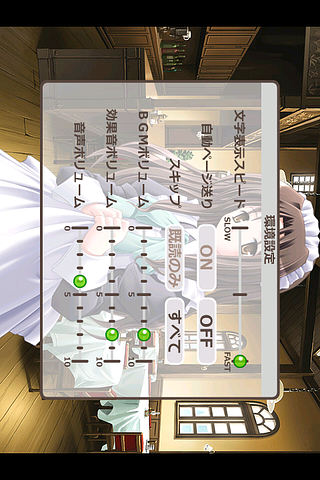 環境設定
文字表示スピード
SLOW
FAST
自動ページ送り
ON
OFF
スキップ
既読のみ
すべて
BGMボリューム
0 5 10
効果音ボリューム
0 5 10
音声ボリューム
0 5 10